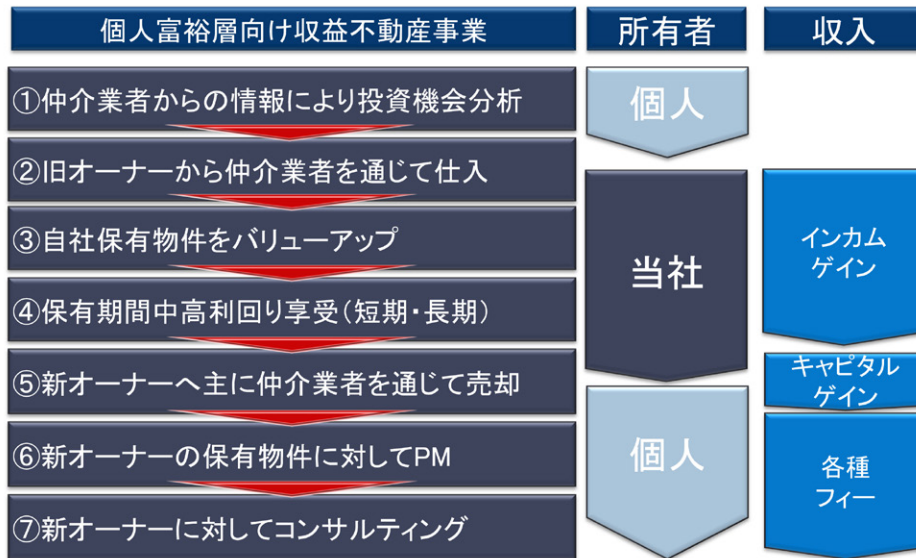 個人富裕層向け収益不動産事業
所有者
収入
①仲介業者からの情報により投資機会分析
個人
②旧オーナーから仲介業者を通じて仕入
③自社保有物件をバリューアップ
④保有期間中高利回り享受(短期・長期)
当社
インカム
ゲイン
⑤新オーナーへ主に仲介業者を通じて売却
キャピタル
ゲイン
⑥新オーナーの保有物件に対してPM
⑦新オーナーに対してコンサルティング
個人
各種
フィー